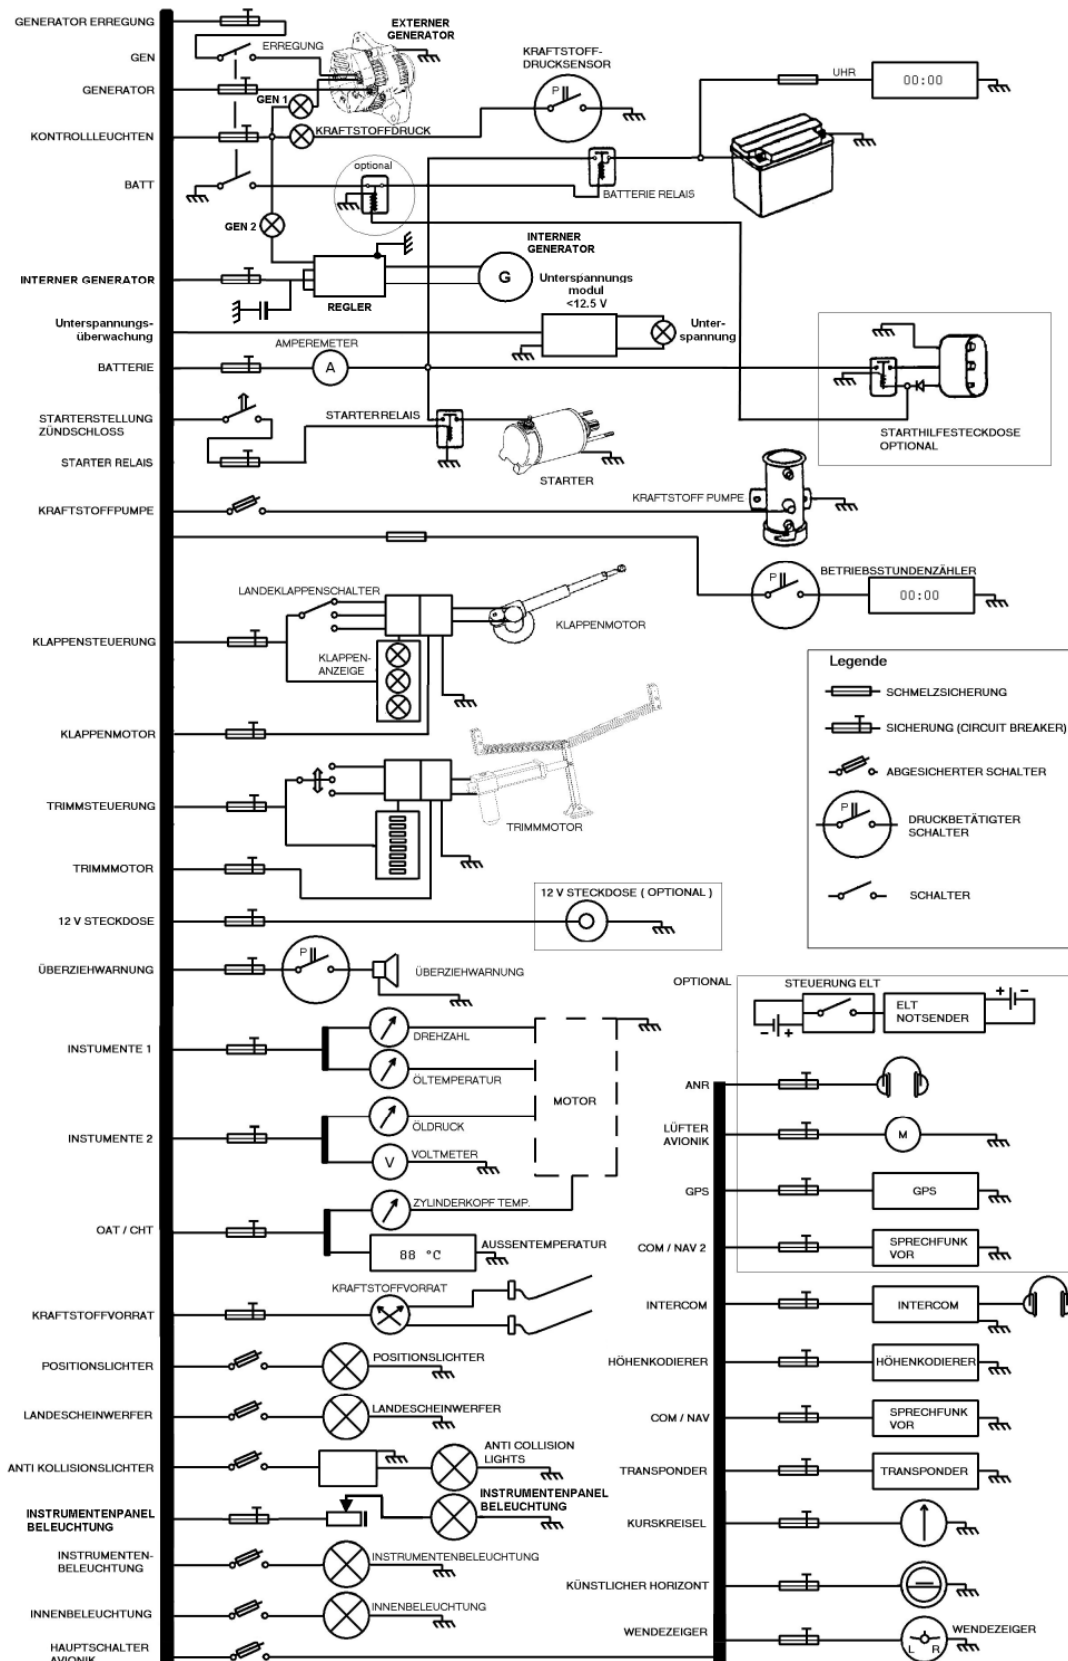 GENERATOR ERREGUNG
GEN
ERREGUNG
EXTERNER
GENERATOR
GENERATOR
GEN 1
KONTROLLLEUCHTEN
KRAFTSTOFFDRUCK
KRAFTSTOFF-
DRUCKSENSOR
P
UHR
00:00
BATT
optional
BATTERIE RELAIS
GEN 2
INTERNER
GENERATOR
G
INTERNER GENERATOR
REGLER
Unterspannungs
modul
<12.5 V
Unterspannungs-
überwachung
Unter-
spannung
BATTERIE
AMPEREMETER
A
STARTHILFESTECKDOSE
OPTIONAL
STARTERSTELLUNG
ZÜNDSCHLOSS
STARTER RELAIS
STARTER RELAIS
STARTER
KRAFTSTOFFPUMPE
KRAFTSTOFF PUMPE
P
BETRIEBSSTUNDENZÄHLER
00:00
LANDEKLAPPENSCHALTER
KLAPPENSTEUERUNG
KLAPPEN-
ANZEIGE
KLAPPENMOTOR
KLAPPENMOTOR
TRIMMSTEUERUNG
TRIMMMOTOR
TRIMMMOTOR
Legende
SCHMELZSICHERUNG
SICHERUNG (CIRCUIT BREAKER)
ABGESICHERTER SCHALTER
P
DRUCKBETÄTIGTER
SCHALTER
SCHALTER
12 V STECKDOSE
12 V STECKDOSE ( OPTIONAL )
ÜBERZIEHWARNUNG
P
ÜBERZIEHWARNUNG
INSTUMENTE 1
DREHZAHL
ÖLTEMPERATUR
MOTOR
INSTUMENTE 2
ÖLDRUCK
V
VOLTMETER
OAT / CHT
ZYLINDERKOPF TEMP.
88 °C
AUSSENTEMPERATUR
KRAFTSTOFFVORRAT
KRAFTSTOFFVORRAT
POSITIONSLICHTER
POSITIONSLICHTER
LANDESCHEINWERFER
LANDESCHEINWERFER
ANTI KOLLISIONSLICHTER
ANTI COLLISION
LIGHTS
INSTRUMENTENPANEL
BELEUCHTUNG
INSTRUMENTENPANEL
BELEUCHTUNG
INSTRUMENTEN-
BELEUCHTUNG
INSTRUMENTENBELEUCHTUNG
INNENBELEUCHTUNG
INNENBELEUCHTUNG
HAUPTSCHALTER
AVIONIK
OPTIONAL
STEUERUNG ELT
- +
ELT
NOTSENDER
+ -
ANR
LÜFTER
AVIONIK
M
GPS
GPS
COM / NAV 2
SPRECHFUNK
VOR
INTERCOM
INTERCOM
HÖHENKODIERER
HÖHENKODIERER
COM / NAV
SPRECHFUNK
VOR
TRANSPONDER
TRANSPONDER
KURSKREISEL
KÜNSTLICHER HORIZONT
WENDEZEIGER
L R
WENDEZEIGER